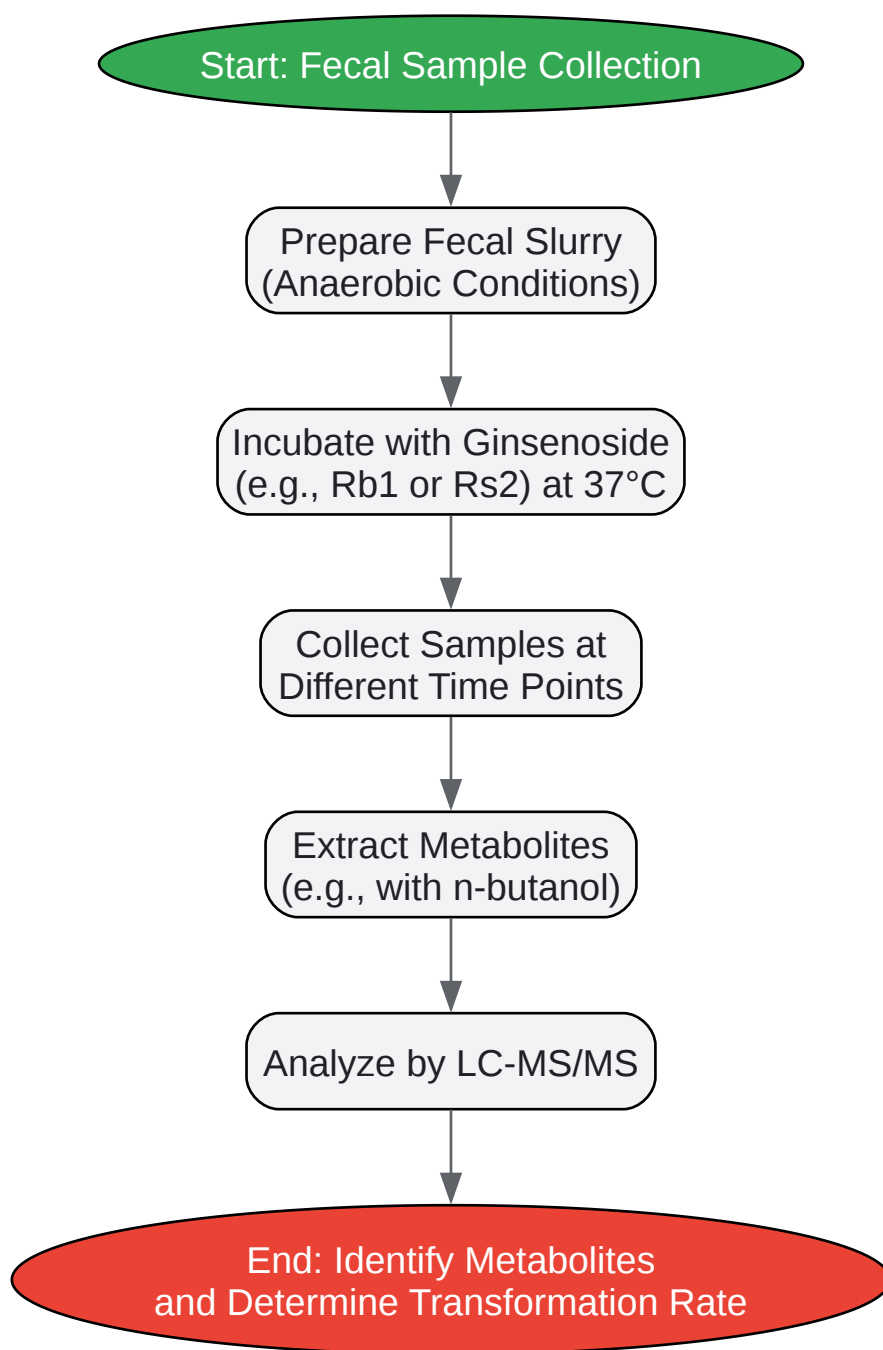 Start: Fecal Sample Collection
Prepare Fecal Slurry
(Anaerobic Conditions)
Incubate with Ginsenoside
(e.g., Rb1 or Rs2) at 37°C
Collect Samples at
Different Time Points
Extract Metabolites
(e.g., with n-butanol)
Analyze by LC-MS/MS
End: Identify Metabolites
and Determine Transformation Rate